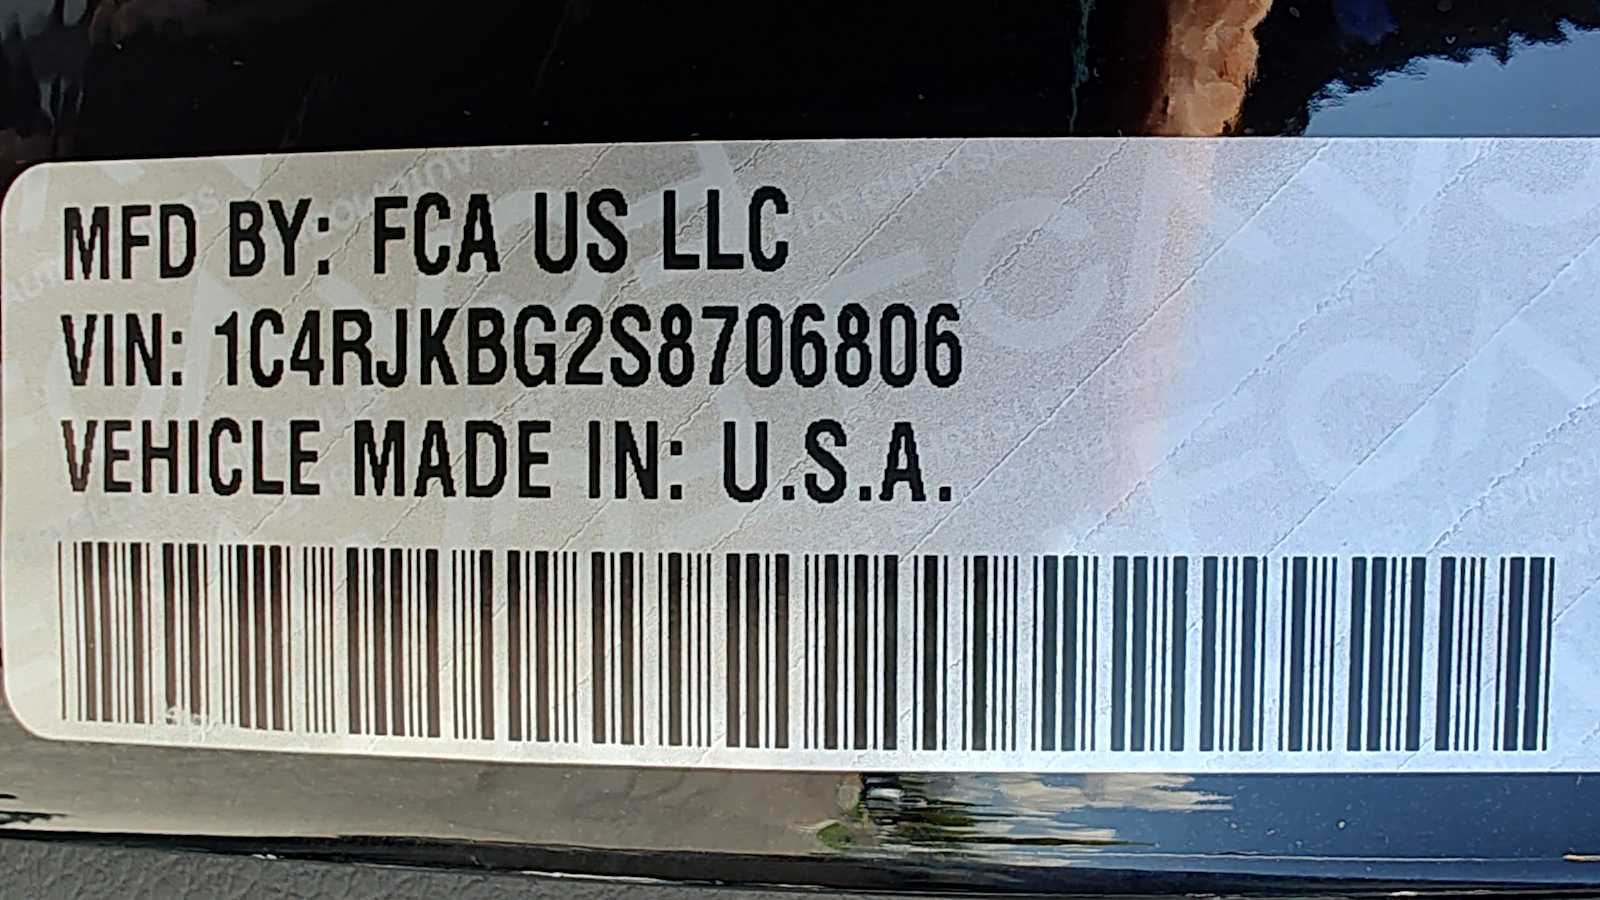 MFD BY: FCA US LLC
VIN: 1C4RJKBG2S8706806
VEHICLE MADE IN: U.S.A.